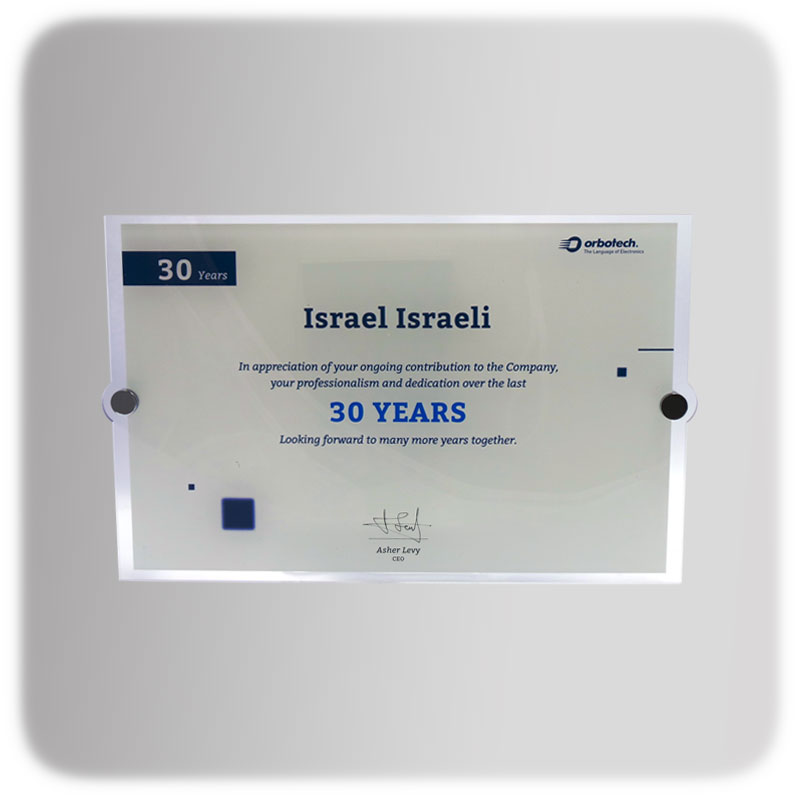 30 Years
orbotech.
The Language of Electronics
Israel Israeli
In appreciation of your ongoing contribution to the Company,
your professionalism and dedication over the last
30 YEARS
Looking forward to many more years together.
Asher Levy
CEO